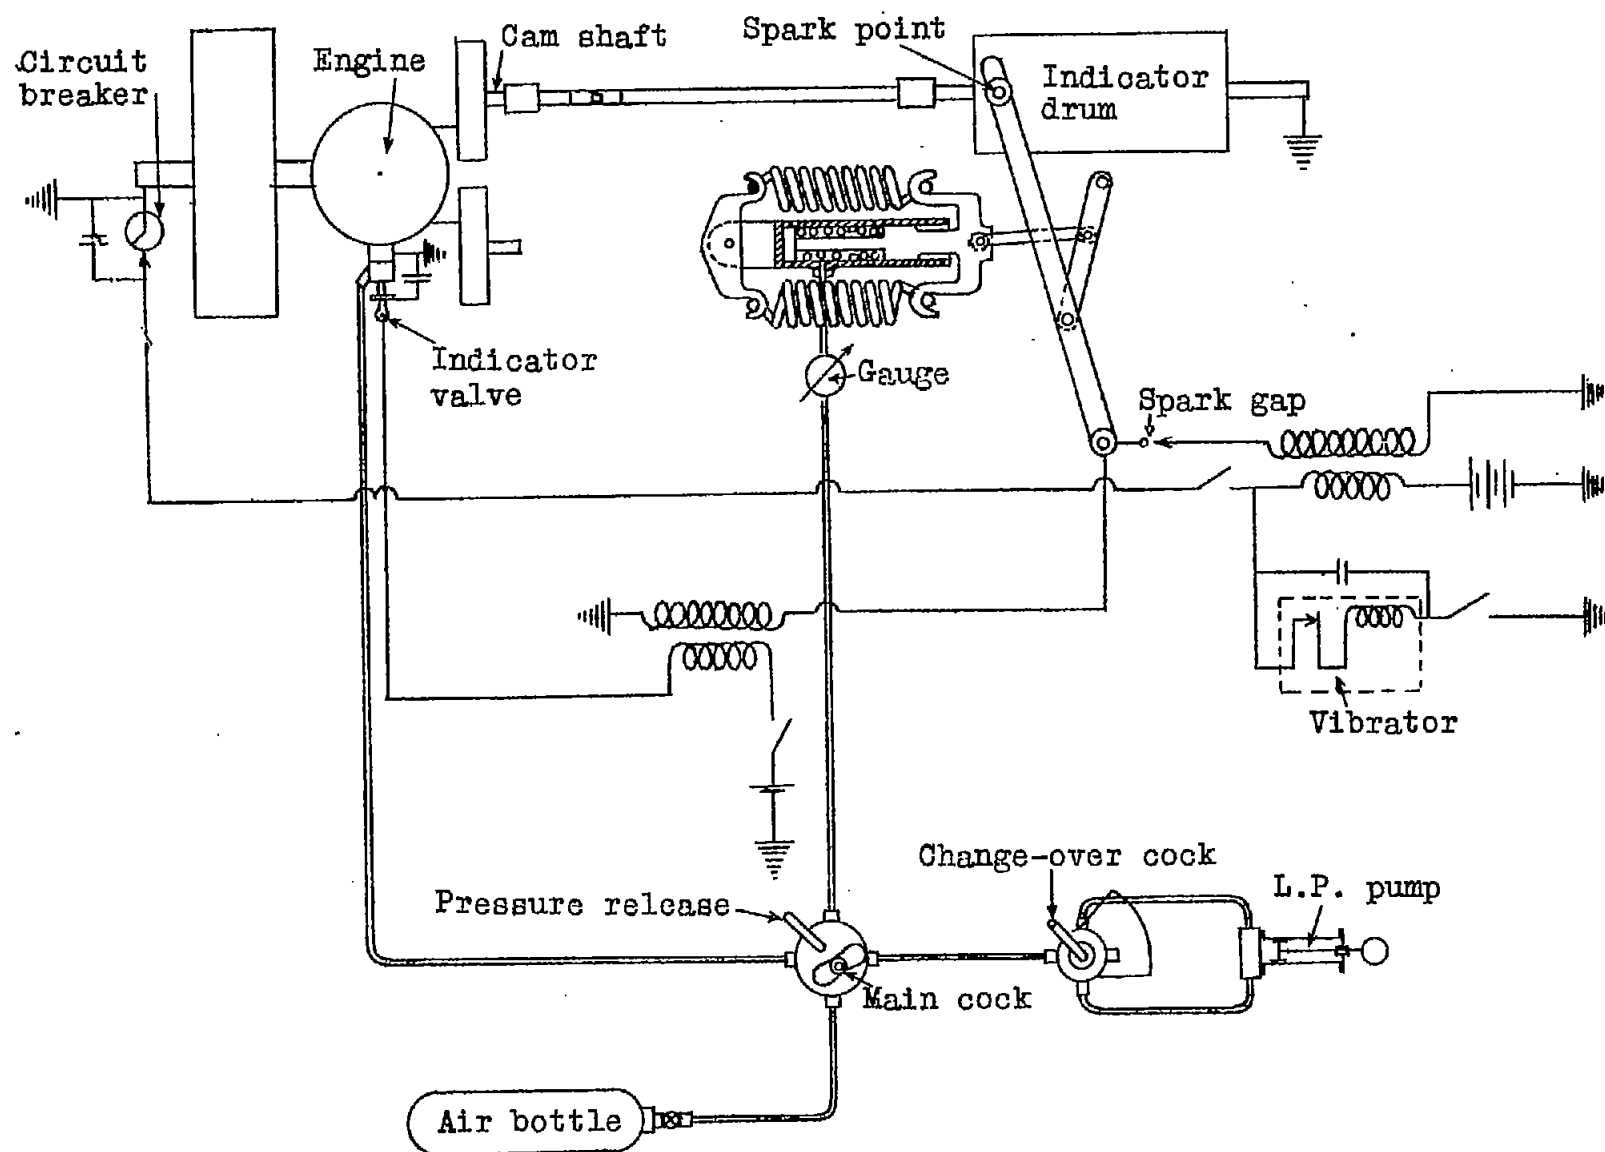 Circuit
breaker
Engine
Cam shaft
Spark point
Indicator
drum
Indicator
valve
Gauge
Spark gap
Vibrator
Change-over cock
L.P. pump
Pressure release
Main cock
Air bottle